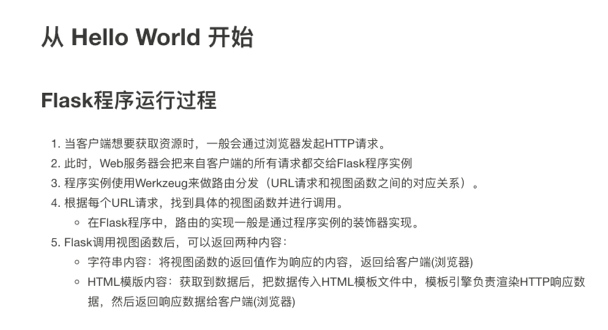 从 Hello World 开始
Flask程序运行过程
1. 当客户端想要获取资源时，一般会通过浏览器发起HTTP请求。
2. 此时，Web服务器会把来自客户端的所有请求都交给Flask程序实例
3. 程序实例使用Werkzeug来做路由分发（URL请求和视图函数之间的对应关系）。
4. 根据每个URL请求，找到具体的视图函数并进行调用。
◦ 在Flask程序中，路由的实现一般是通过程序实例的装饰器实现。
5. Flask调用视图函数后，可以返回两种内容：
◦ 字符串内容：将视图函数的返回值作为响应的内容，返回给客户端(浏览器)
◦ HTML模版内容：获取到数据后，把数据传入HTML模板文件中，模板引擎负责渲染HTTP响应数
据，然后返回响应数据给客户端(浏览器)